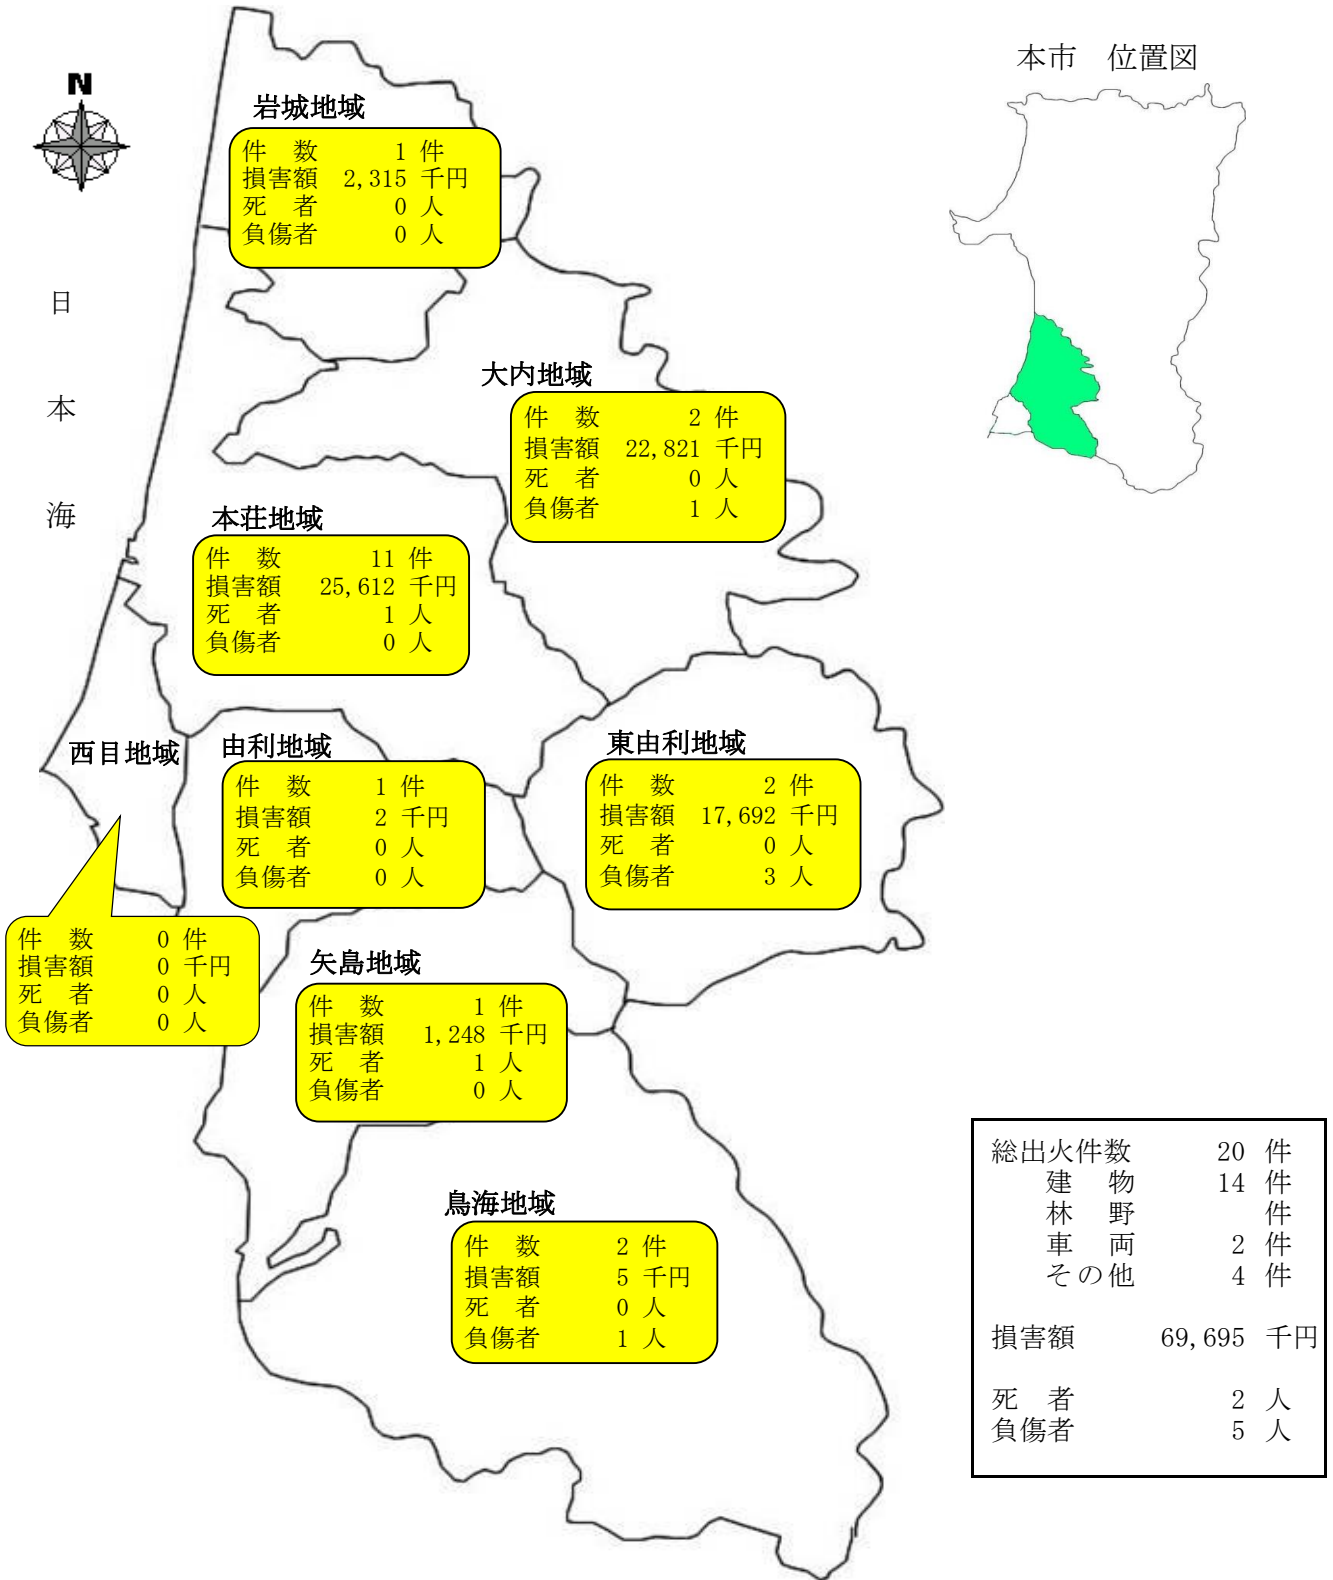 本市 位置図
N
岩城地域
件 数 1 件
損害額 2,315 千円
死 者 0 人
負傷者 0 人
日
本
海
大内地域
件 数 2 件
損害額 22,821 千円
死 者 0 人
負傷者 1 人
本荘地域
件 数 11 件
損害額 25,612 千円
死 者 1 人
負傷者 0 人
西目地域
件 数 0 件
損害額 0 千円
死 者 0 人
負傷者 0 人
由利地域
件 数 1 件
損害額 2 千円
死 者 0 人
負傷者 0 人
東由利地域
件 数 2 件
損害額 17,692 千円
死 者 0 人
負傷者 3 人
矢島地域
件 数 1 件
損害額 1,248 千円
死 者 1 人
負傷者 0 人
鳥海地域
件 数 2 件
損害額 5 千円
死 者 0 人
負傷者 1 人
総出火件数 20 件
建 物 14 件
林 野 件
車 両 2 件
その他 4 件
損害額 69,695 千円
死 者 2 人
負傷者 5 人